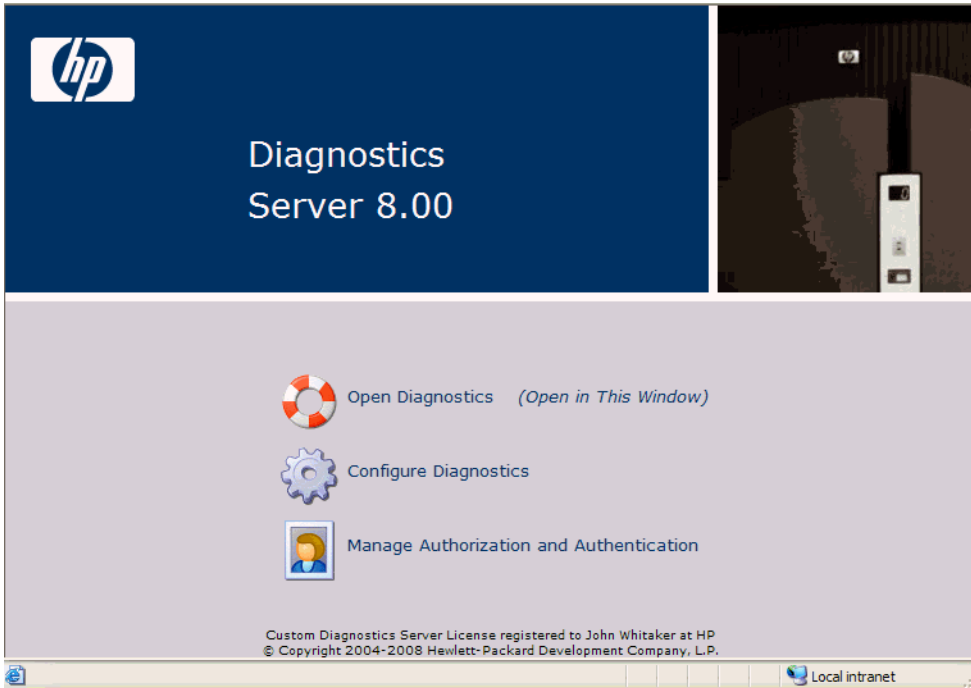 hp
Diagnostics
Server 8.00
Open Diagnostics (Open in This Window)
Configure Diagnostics
Manage Authorization and Authentication
Custom Diagnostics Server License registered to John Whitaker at HP
© Copyright 2004-2008 Hewlett-Packard Development Company, L.P.
Local intranet